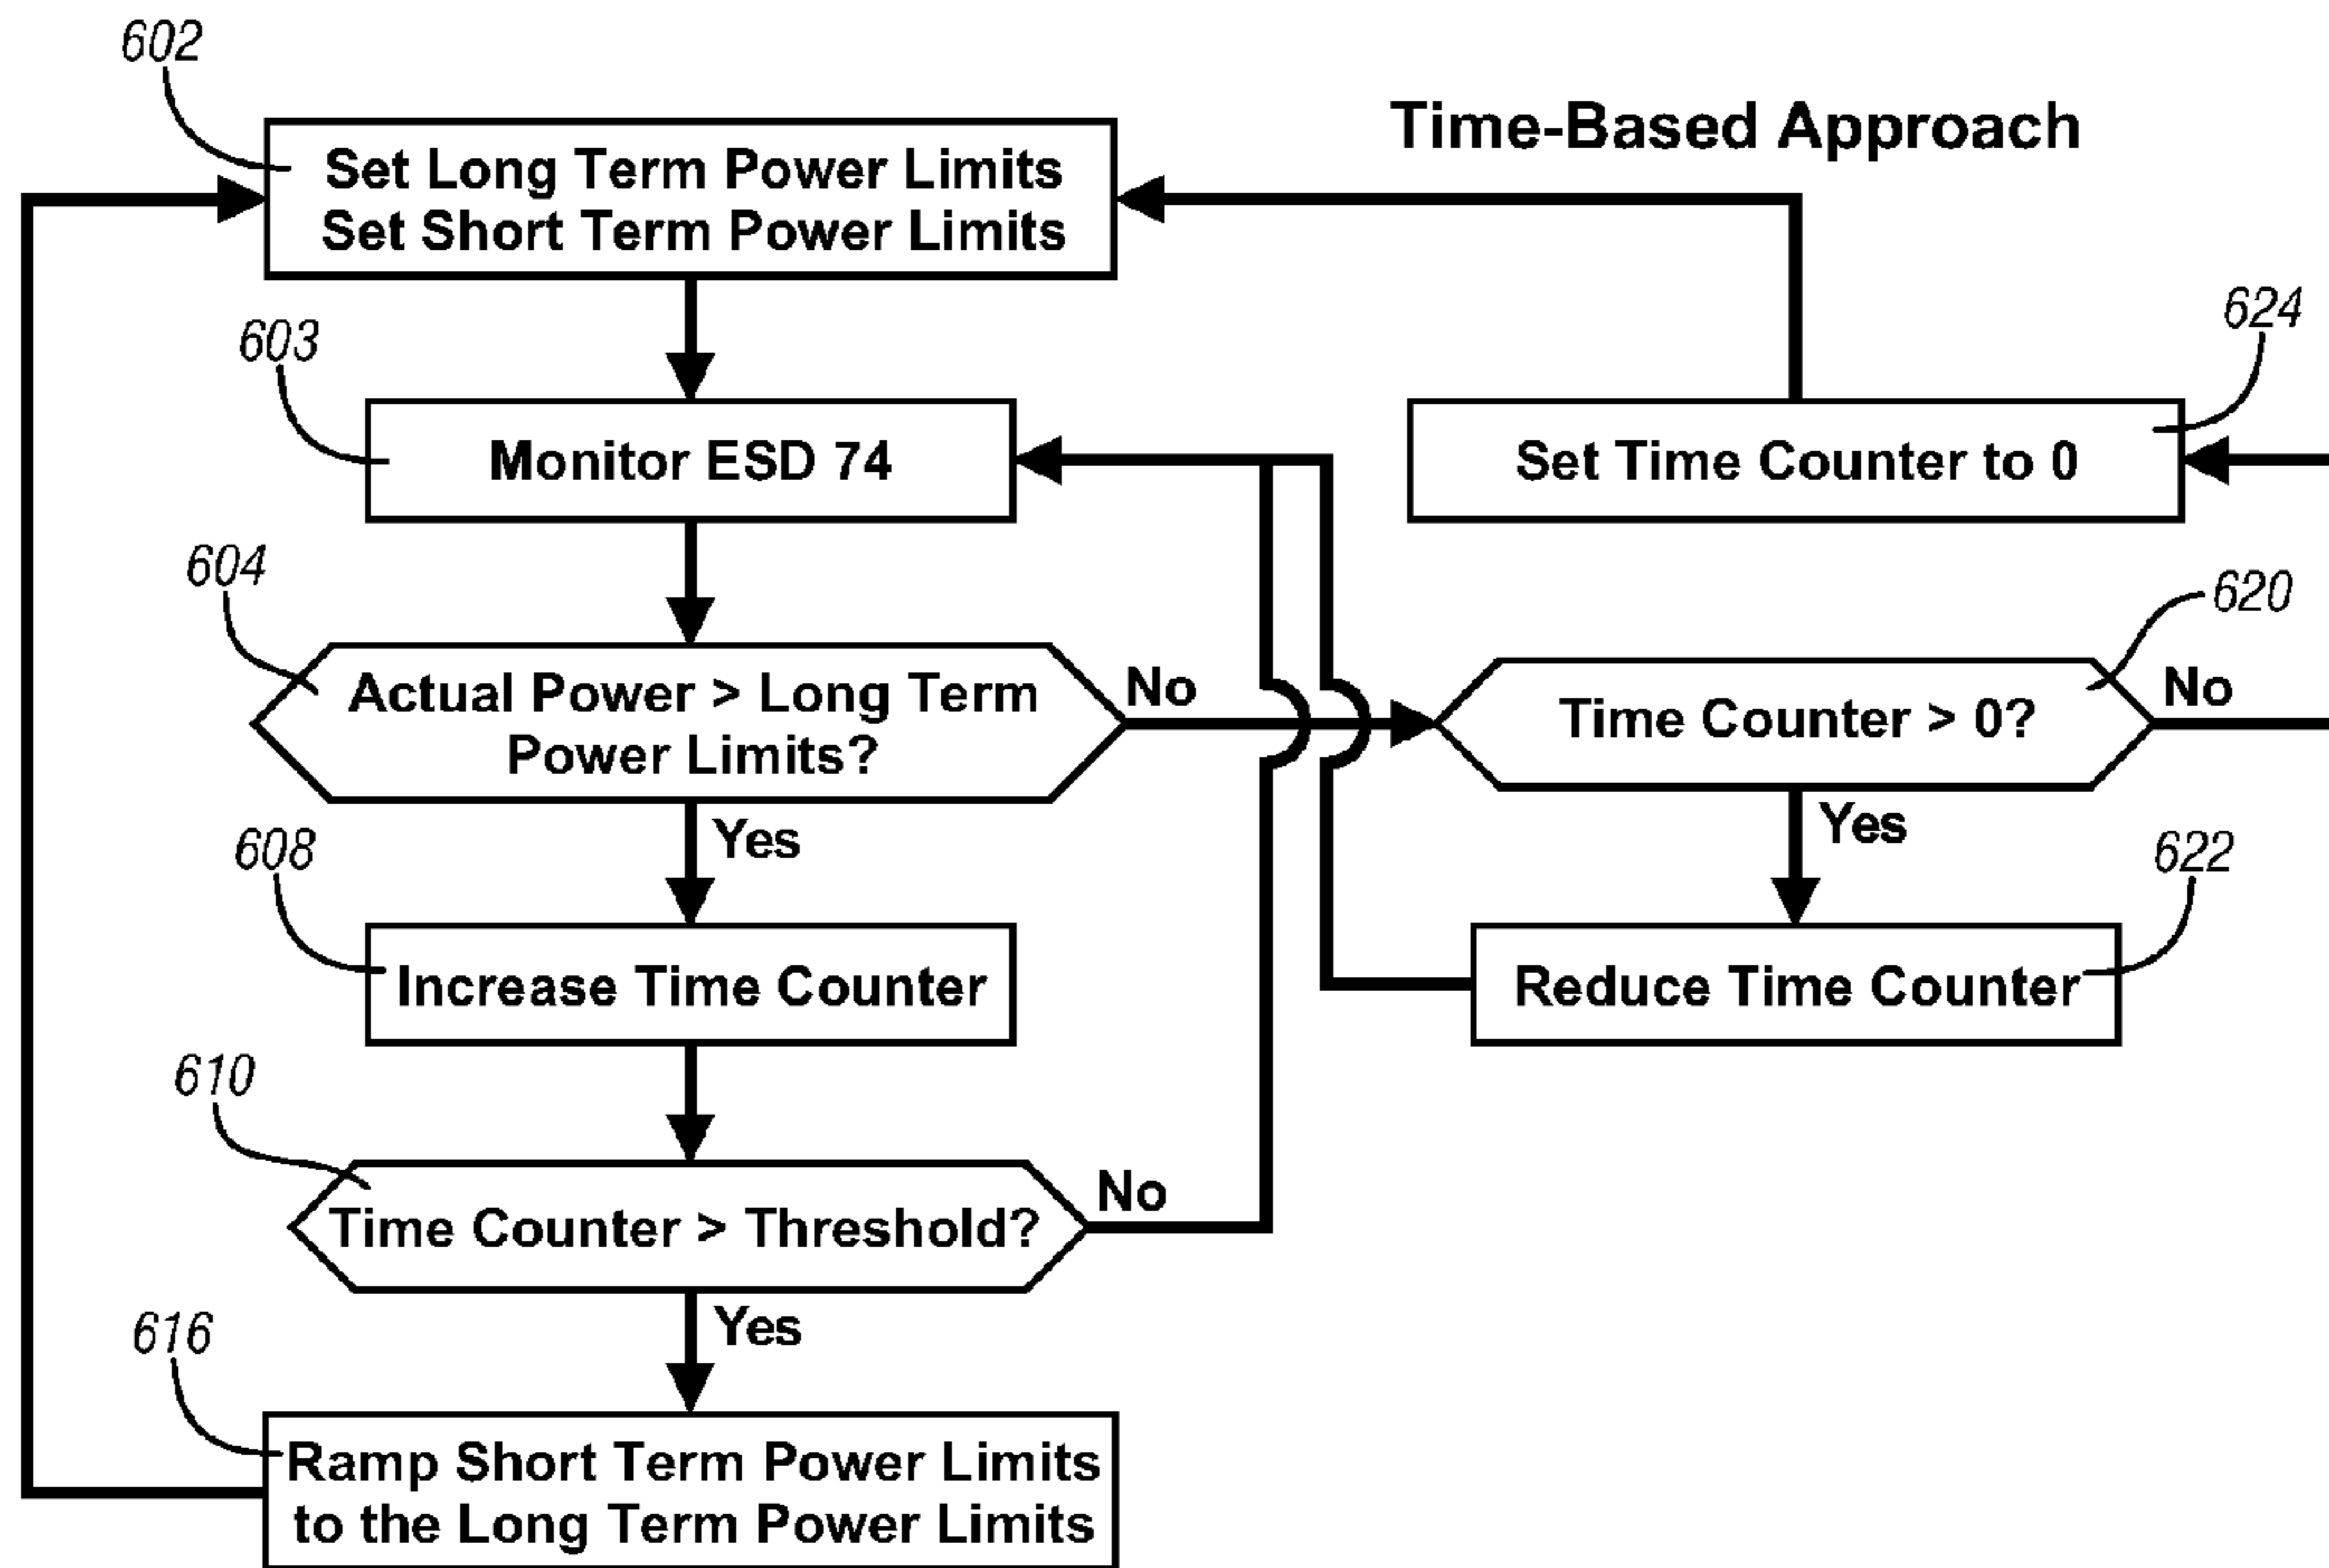 602
Time-Based Approach
Set Long Term Power Limits
Set Short Term Power Limits
603
624
Monitor ESD 74
Set Time Counter to 0
604
620
Actual Power > Long Term
Power Limits?
No
Time Counter > 0?
No
Yes
Yes
608
622
Increase Time Counter
Reduce Time Counter
610
Time Counter > Threshold?
No
Yes
616
Ramp Short Term Power Limits
to the Long Term Power Limits